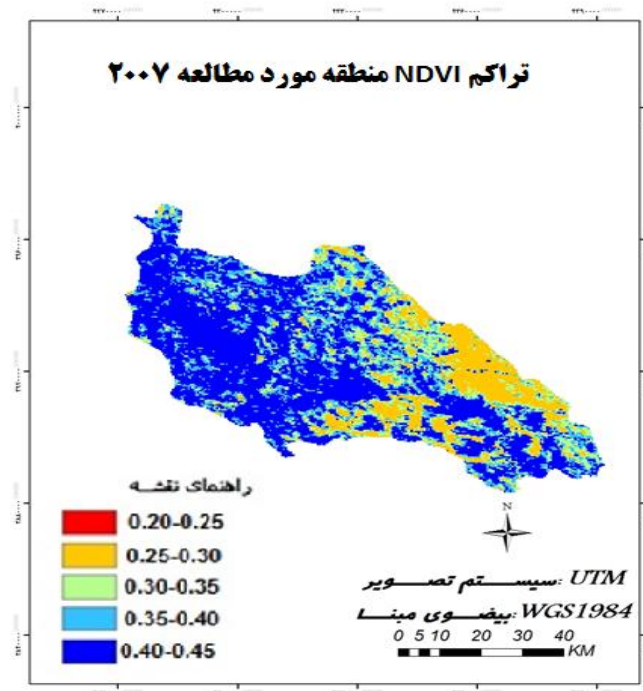 تراکم NDVI منطقه مورد مطالعه ۲۰۰۷
راهنمای نقشه
0.20-0.25
0.25-0.30
0.30-0.35
0.35-0.40
0.40-0.45
N
سیستم تصویر: UTM
بیضوی مبنا: WGS1984
0 5 10 20 30 40
KM